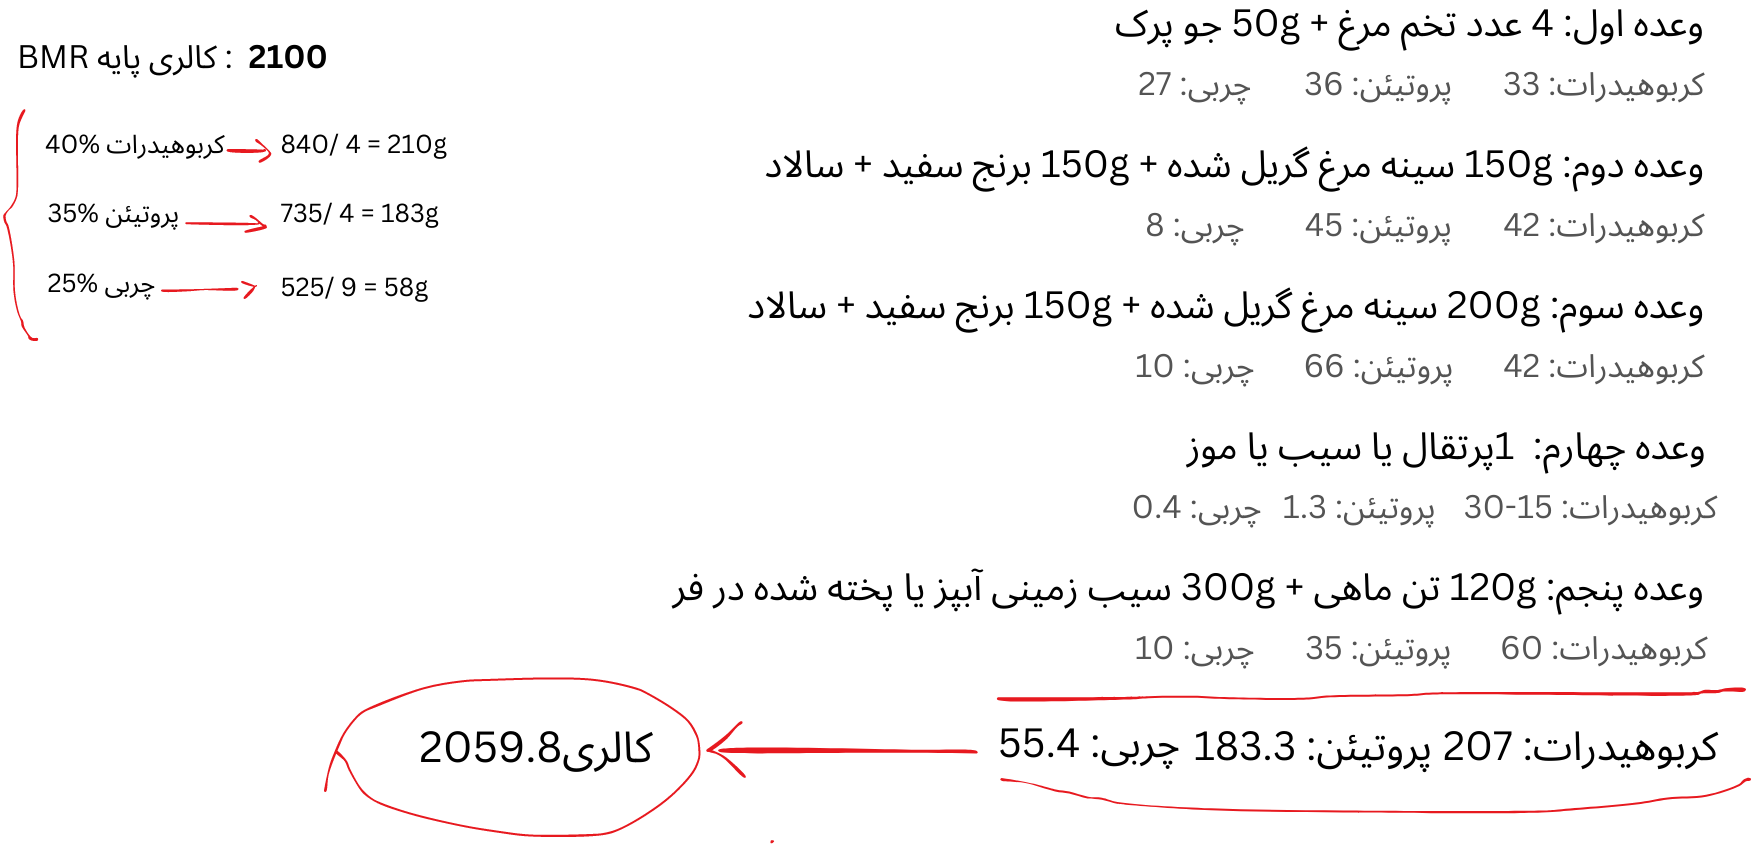 وعده اول: 4 عدد تخم مرغ + 50g جو پرک
کربوهیدرات: 33 پروتیئن: 36 چربی: 27
وعده دوم: 150g سینه مرغ گریل شده + 150g برنج سفید + سالاد
کربوهیدرات: 42 پروتیئن: 45 چربی: 8
وعده سوم: 200g سینه مرغ گریل شده + 150g برنج سفید + سالاد
کربوهیدرات: 42 پروتیئن: 66 چربی: 10
وعده چهارم: 1پرتقال یا سیب یا موز
کربوهیدرات: 15-30 پروتیئن: 1.3 چربی: 0.4
وعده پنجم: 120g تن ماهی + 300g سیب زمینی آبپز یا پخته شده در فر
کربوهیدرات: 60 پروتیئن: 35 چربی: 10
کربوهیدرات: 207 پروتیئن: 183.3 چربی: 55.4
کالری2059.8
BMR کالری پایه : 2100
40% کربوهیدرات 840/ 4 = 210g
35% پروتیئن 735/ 4 = 183g
25% چربی 525/ 9 = 58g